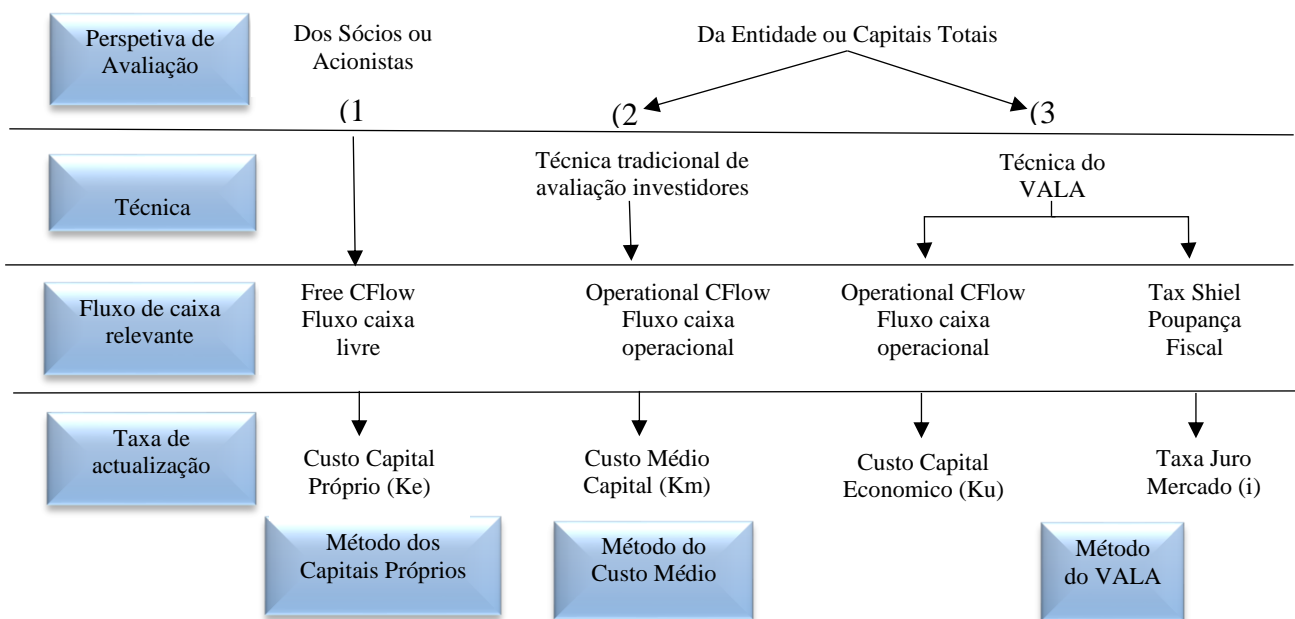 Perspetiva de
Avaliação
Dos Sócios ou
Acionistas
Da Entidade ou Capitais Totais
(1
(2
(3
Técnica
Técnica tradicional de
avaliação investidores
Técnica do
VALA
Fluxo de caixa
relevante
Free CFlow
Fluxo caixa
livre
Operational CFlow
Fluxo caixa
operacional
Operational CFlow
Fluxo caixa
operacional
Tax Shiel
Poupança
Fiscal
Taxa de
actualização
Custo Capital
Próprio (Ke)
Custo Médio
Capital (Km)
Custo Capital
Economico (Ku)
Taxa Juro
Mercado (i)
Método dos
Capitais Próprios
Método do
Custo Médio
Método
do VALA